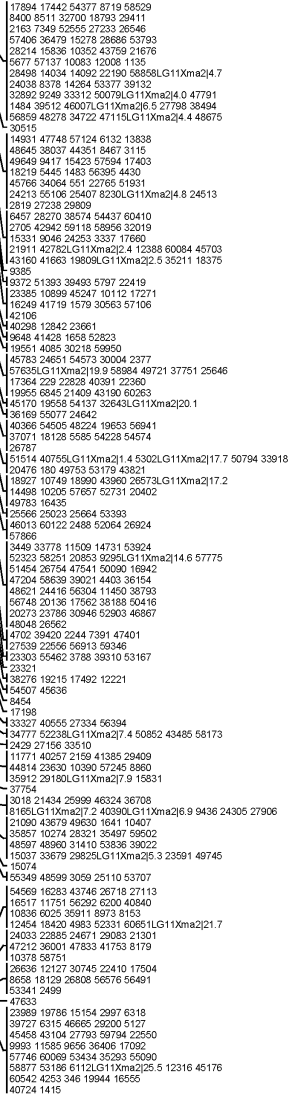 17894 17442 54377 8719 58529
8400 8511 32700 18793 29411
2163 7349 52555 27233 26546
57406 36479 15278 28686 53793
28214 15836 10352 43759 21676
5677 57137 10083 12008 1135
28498 14034 14092 22190 58858LG11Xma2|4.7
24038 8378 14264 53377 39132
32892 9249 33312 50079LG11Xma2|4.0 47791
1484 39512 46007LG11Xma2|6.5 27798 38494
56859 48278 34722 47115LG11Xma2|4.4 48675
30515
14931 47748 57124 6132 13838
48645 38037 44351 8467 3115
49649 9417 15423 57594 17403
18219 5445 1483 56395 4430
45766 34064 551 22765 51931
24213 55106 25407 8230LG11Xma2|4.8 24513
2819 27238 29809
6457 28270 38574 54437 60410
2705 42942 59118 58956 32019
15331 9046 24253 3337 17660
21911 42782LG11Xma2|2.4 12388 60084 45703
43160 41663 19809LG11Xma2|2.5 35211 18375
9385
9372 51393 39493 5797 22419
23385 10899 45247 10112 17271
16249 41719 1579 30563 57106
42106
40298 12842 23661
9648 41428 1658 52823
19551 4085 30218 59950
45783 24651 54573 30004 2377
57635LG11Xma2|19.9 58984 49721 37751 25646
17364 229 22828 40391 22360
19955 6845 21409 43190 60263
45170 19558 54137 32643LG11Xma2|20.1
36169 55077 24642
40366 54505 48224 19653 56941
37071 18128 5585 54228 54574
26787
51514 40755LG11Xma2|1.4 5302LG11Xma2|17.7 50794 33918
20476 180 49753 53179 43821
18927 10749 18990 43960 26573LG11Xma2|17.2
14498 10205 57657 52731 20402
49783 16435
25566 25023 25664 53393
46013 60122 2488 52064 26924
57866
3449 33778 11509 14731 53924
52323 58251 20853 9295LG11Xma2|14.6 57775
51454 26754 47541 50090 16942
47204 58639 39021 4403 36154
48621 24416 56304 11450 38793
56748 20136 17562 38188 50416
20273 23786 30946 52903 46867
48048 26562
4702 39420 2244 7391 47401
27539 22556 56913 59346
23303 55462 3788 39310 53167
23321
38276 19215 17492 12221
54507 45636
8454
17198
33327 40555 27334 56394
34777 52238LG11Xma2|7.4 50852 43485 58173
2429 27156 33510
11771 40257 2159 41385 29409
44814 23630 10390 57245 8860
35912 29180LG11Xma2|7.9 15831
37754
3018 21434 25999 46324 36708
8165LG11Xma2|7.2 40390LG11Xma2|6.9 9436 24305 27906
21090 43679 49630 1641 10407
35857 10274 28321 35497 59502
48597 48960 31410 53836 39022
15037 33679 29825LG11Xma2|5.3 23591 49745
15074
55349 48599 3059 25110 53707
54569 16283 43746 26718 27113
16517 11751 56292 6200 40840
10836 6025 35911 8973 8153
12454 18420 4983 52331 60651LG11Xma2|21.7
24033 22885 24671 29083 21301
47212 36001 47833 41753 8179
10378 58751
26636 12127 30745 22410 17504
8658 18129 26808 56576 56491
53341 2499
47633
23989 19786 15154 2997 6318
39727 6315 46665 29200 5127
45458 43104 27793 59794 22550
9993 11585 9656 36406 17092
57746 60069 53434 35293 55090
58877 53186 6112LG11Xma2|25.5 12316 45176
60542 4253 346 19944 16555
40724 1415